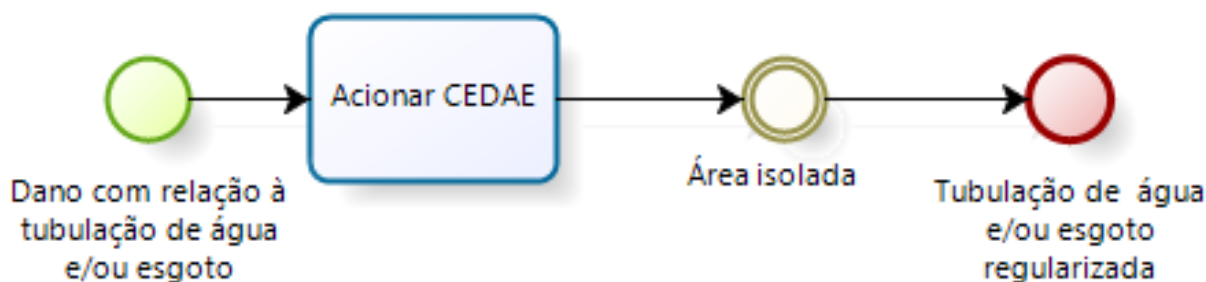 Acionar CEDAE
Dano com relação à
tubulação de água
e/ou esgoto
Área isolada
Tubulação de água
e/ou esgoto
regularizada